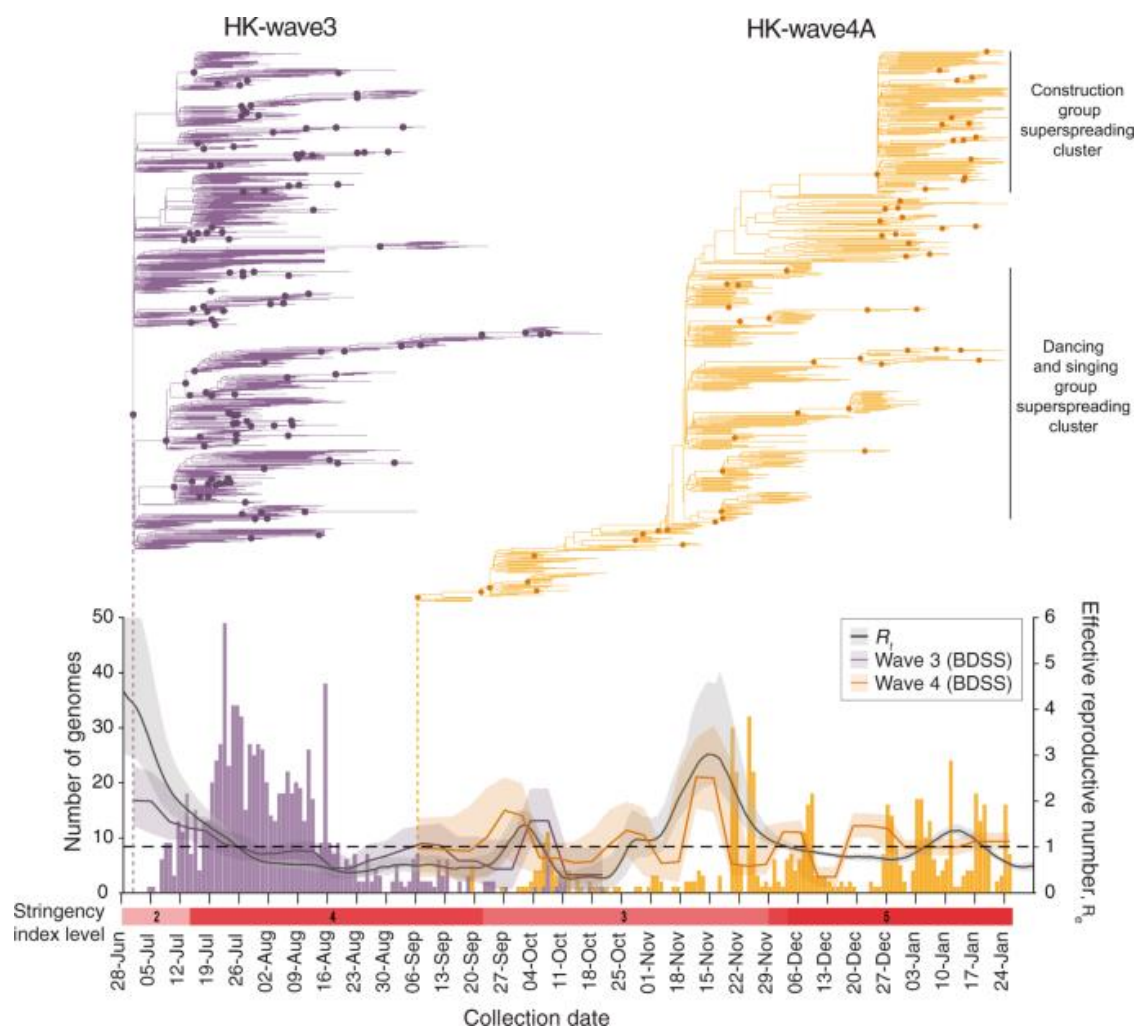 HK-wave3
HK-wave4A
Construction
group
superspreading
cluster
Dancing
and singing
group
superspreading
cluster
Number of genomes
50
40
30
20
10
0
Rt
Wave 3 (BDSS)
Wave 4 (BDSS)
6
5
4
3
2
1
0
Effective reproductive number, Re
Stringency
index level
2
4
3
5
28-Jun
05-Jul
12-Jul
19-Jul
26-Jul
02-Aug
09-Aug
16-Aug
23-Aug
30-Aug
06-Sep
13-Sep
20-Sep
27-Sep
04-Oct
11-Oct
18-Oct
25-Oct
01-Nov
18-Nov
15-Nov
22-Nov
29-Nov
06-Dec
13-Dec
20-Dec
27-Dec
03-Jan
10-Jan
17-Jan
24-Jan
Collection date